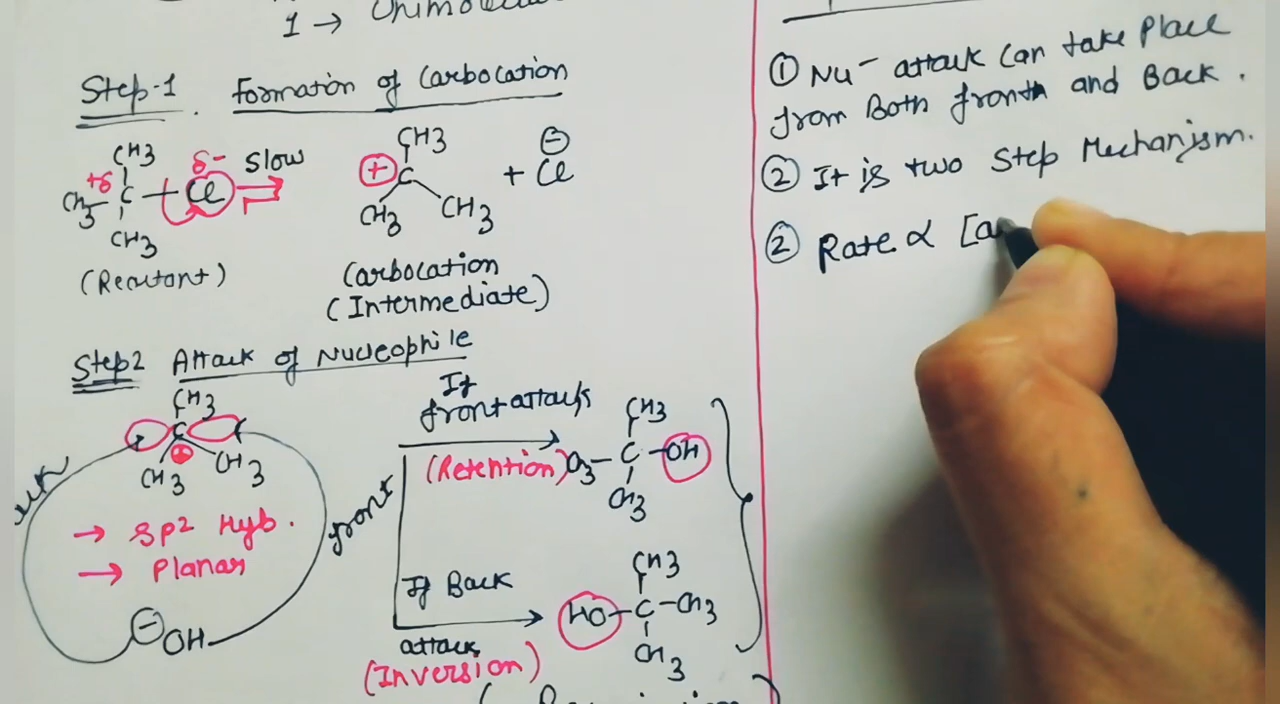 1 → Unimolecul
Step-1. Formation of Carbocation
CH3
+δ δ- Slow
CH3 - C - Cl
CH3
(Reactant)
CH3
+ C + Cl ⊖
CH3 CH3
Carbocation
(Intermediate)
Step2 Attack of Nucleophile
CH3
C
⊕
CH3 CH3
→ SP2 Hyb.
→ Planar
⊖OH
front
If
front attacks
(Retention)
CH3
C3 - C - OH
CH3
If Back
attack
(Inversion)
CH3
HO - C - CH3
CH3
① Nu- attack Can take Place
from Both front and Back.
② It is two Step Mechanism.
② Rate ∝ [a